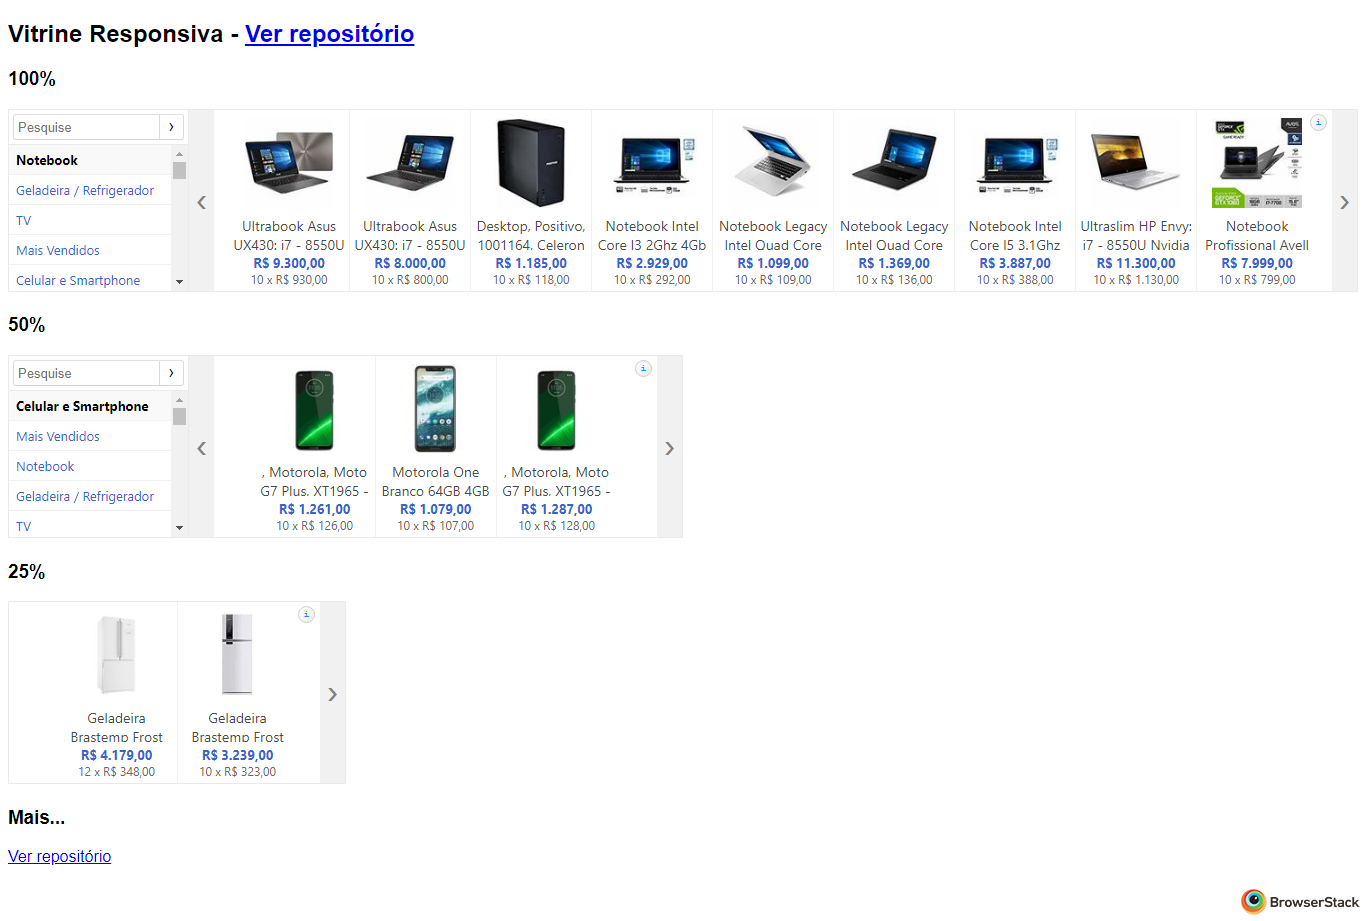 Vitrine Responsiva - Ver repositório
100%
Pesquise
Notebook
Geladeira / Refrigerador
TV
Mais Vendidos
Celular e Smartphone
Ultrabook Asus
UX430: i7 - 8550U
R$ 9.300,00
10 x R$ 930,00
Ultrabook Asus
UX430: i7 - 8550U
R$ 8.000,00
10 x R$ 800,00
Desktop, Positivo,
1001164. Celeron
R$ 1.185,00
10 x R$ 118,00
Notebook Intel
Core I3 2Ghz 4Gb
R$ 2.929,00
10 x R$ 292,00
Notebook Legacy
Intel Quad Core
R$ 1.099,00
10 x R$ 109,00
Notebook Legacy
Intel Quad Core
R$ 1.369,00
10 x R$ 136,00
Notebook Intel
Core I5 3.1Ghz
R$ 3.887,00
10 x R$ 388,00
Ultraslim HP Envy:
i7 - 8550U Nvidia
R$ 11.300,00
10 x R$ 1.130,00
Notebook
Profissional Avell
R$ 7.999,00
10 x R$ 799,00
50%
Pesquise
Celular e Smartphone
Mais Vendidos
Notebook
Geladeira / Refrigerador
TV
, Motorola, Moto
G7 Plus. XT1965 -
R$ 1.261,00
10 x R$ 126,00
Motorola One
Branco 64GB 4GB
R$ 1.079,00
10 x R$ 107,00
, Motorola, Moto
G7 Plus. XT1965 -
R$ 1.287,00
10 x R$ 128,00
25%
Geladeira
Brastemp Frost
R$ 4.179,00
12 x R$ 348,00
Geladeira
Brastemp Frost
R$ 3.239,00
10 x R$ 323,00
Mais...
Ver repositório
BrowserStack